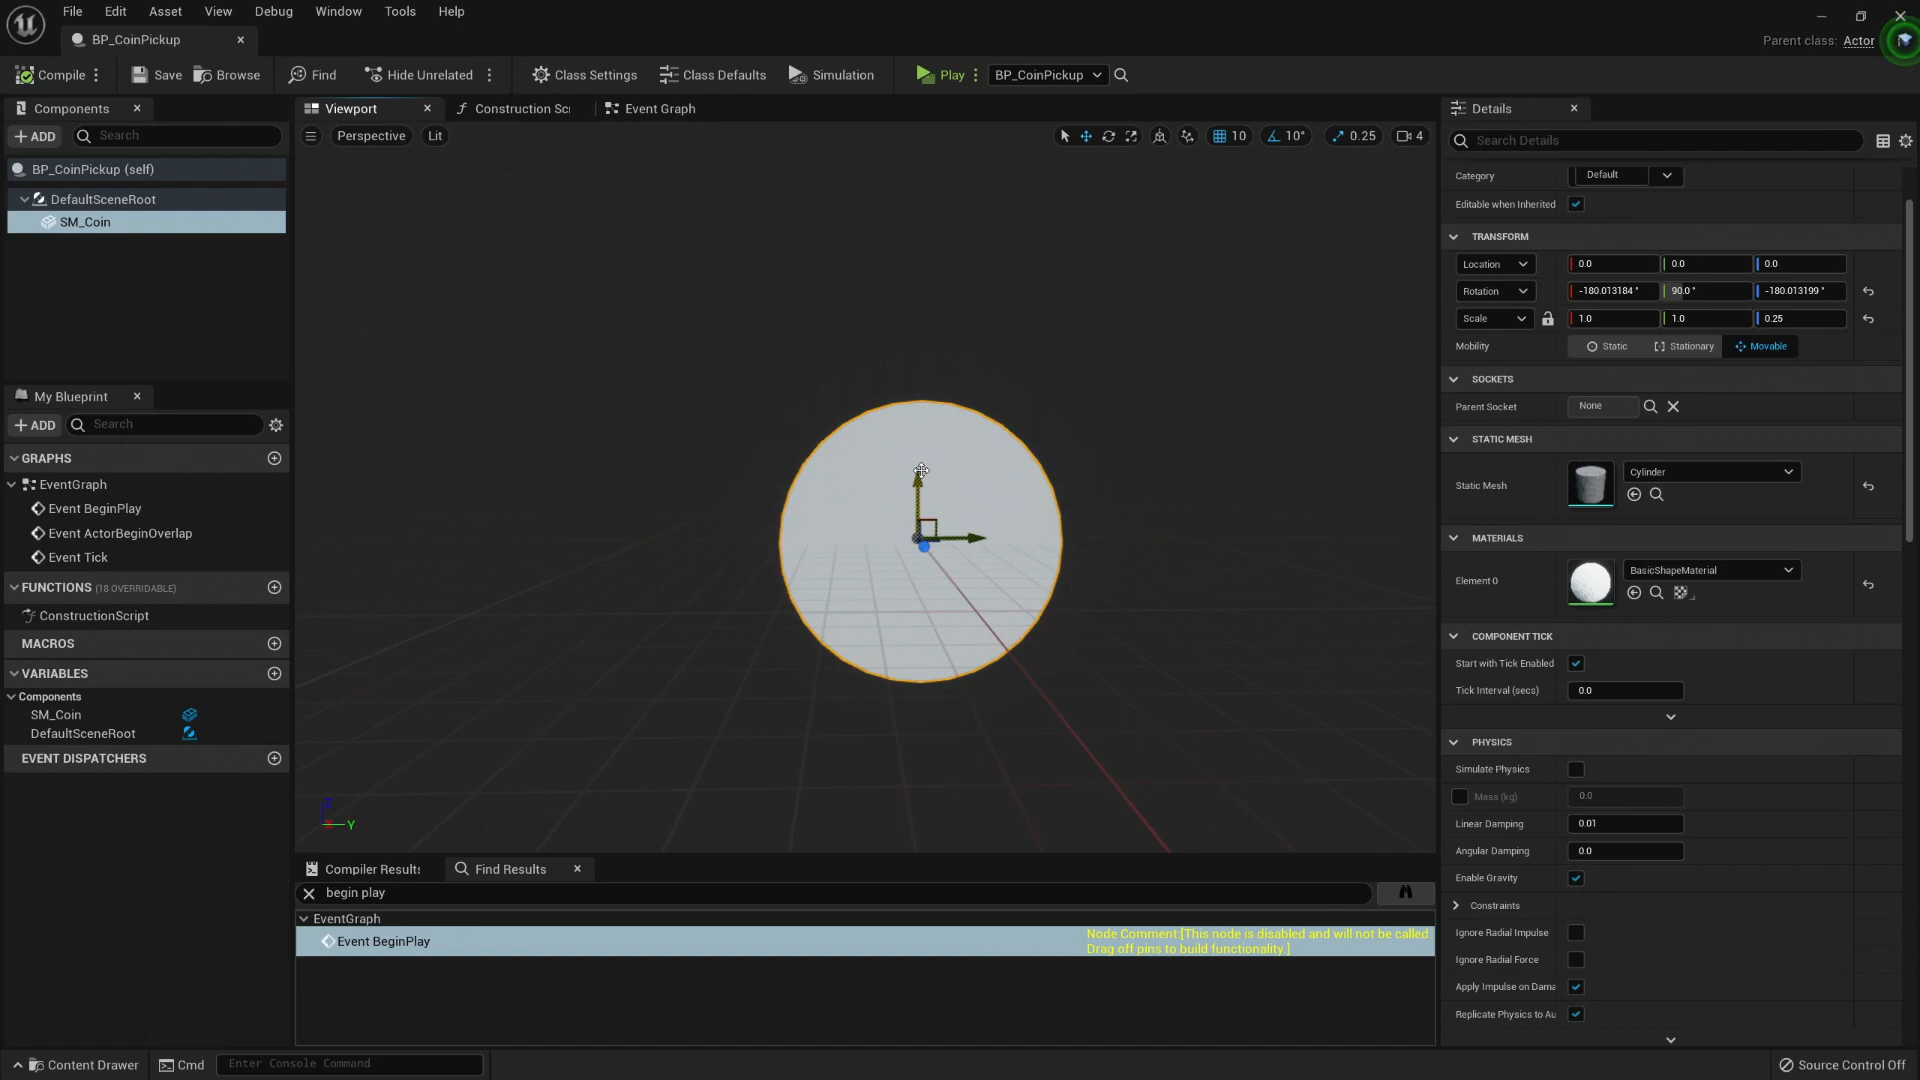 File Edit Asset View Debug Window Tools Help
BP_CoinPickup
Parent class: Actor
Compile Save Browse Find Hide Unrelated Class Settings Class Defaults Simulation Play BP_CoinPickup
Components
ADD Search
BP_CoinPickup (self)
DefaultSceneRoot
SM_Coin
My Blueprint
ADD Search
GRAPHS
EventGraph
Event BeginPlay
Event ActorBeginOverlap
Event Tick
FUNCTIONS (18 OVERRIDABLE)
ConstructionScript
MACROS
VARIABLES
Components
SM_Coin
DefaultSceneRoot
EVENT DISPATCHERS
Viewport Construction Scr Event Graph
Perspective Lit 10 10° 0.25 4
Z
X Y
Compiler Results Find Results
begin play
EventGraph
Event BeginPlay
Node Comment:[This node is disabled and will not be called.
Drag off pins to build functionality.]
Details
Search Details
Category Default
Editable when Inherited
TRANSFORM
Location 0.0 0.0 0.0
Rotation -180.013184 ° 90.0 ° -180.013199 °
Scale 1.0 1.0 0.25
Mobility Static Stationary Movable
SOCKETS
Parent Socket None
STATIC MESH
Static Mesh Cylinder
MATERIALS
Element 0 BasicShapeMaterial
COMPONENT TICK
Start with Tick Enabled
Tick Interval (secs) 0.0
PHYSICS
Simulate Physics
Mass (kg) 0.0
Linear Damping 0.01
Angular Damping 0.0
Enable Gravity
Constraints
Ignore Radial Impulse
Ignore Radial Force
Apply Impulse on Dama
Replicate Physics to Au
Content Drawer Cmd Enter Console Command Source Control Off